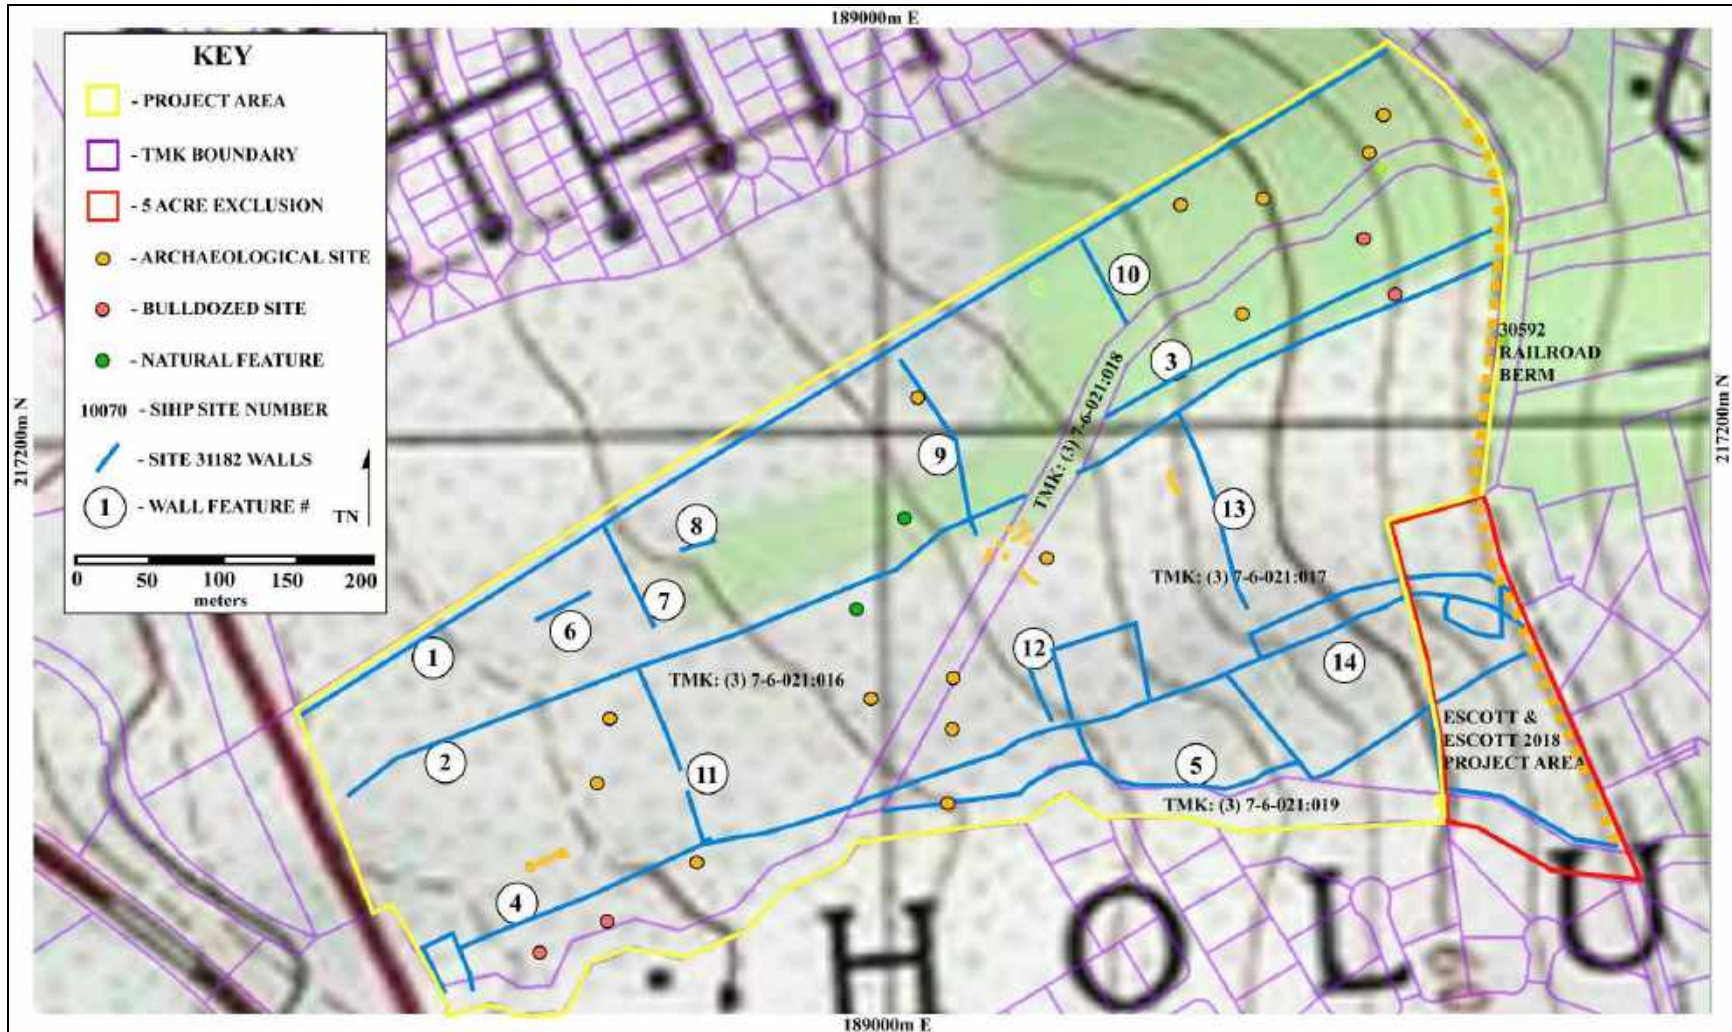 189000m E
KEY
- PROJECT AREA
- TMK BOUNDARY
- 5 ACRE EXCLUSION
- ARCHAEOLOGICAL SITE
- BULLDOZED SITE
- NATURAL FEATURE
10070 - SIHP SITE NUMBER
- SITE 31182 WALLS
1 - WALL FEATURE #
TN
0 50 100 150 200
meters
217200m N
217200m N
10
3
TMK: (3) 7-6-021:018
30592
RAILROAD
BERM
9
8
13
7
6
TMK: (3) 7-6-021:017
1
12
14
TMK: (3) 7-6-021:016
2
11
5
ESCOTT &
ESCOTT 2018
PROJECT AREA
TMK: (3) 7-6-021:019
4
HOLU
189000m E